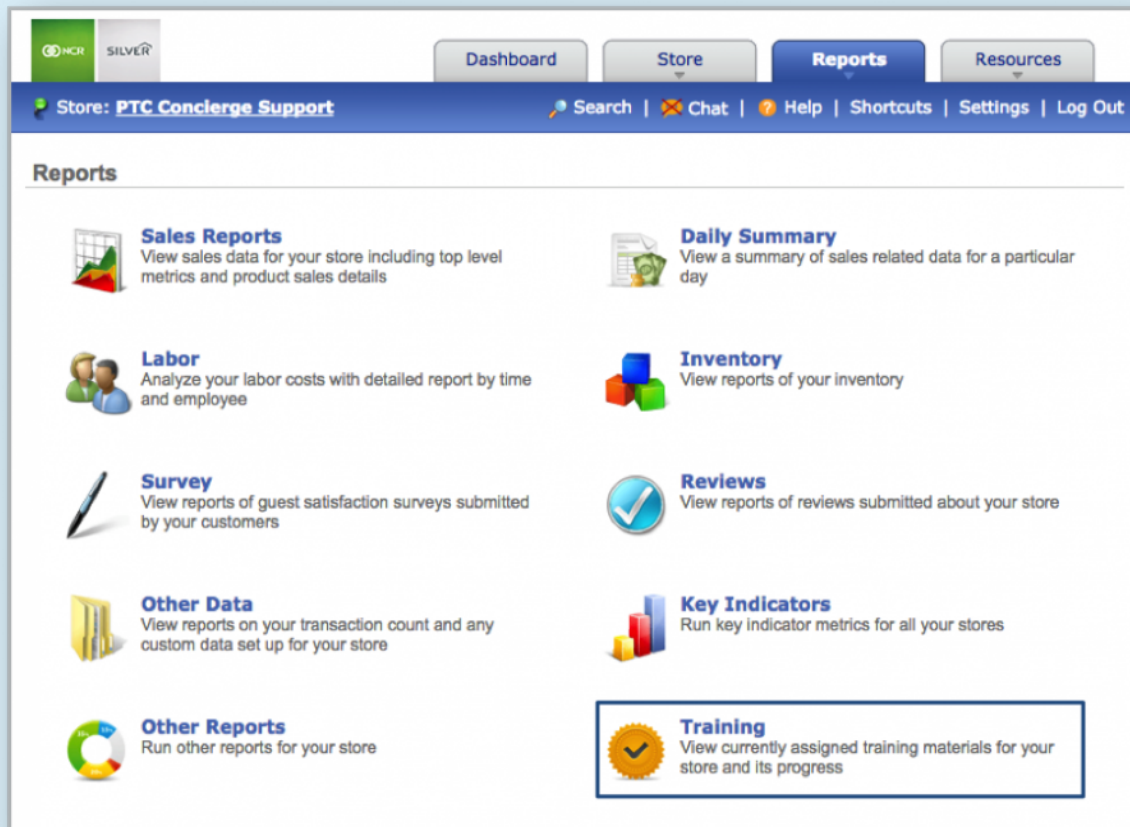 NCR SILVER
Dashboard Store Reports Resources
Store: PTC Concierge Support Search | Chat | Help | Shortcuts | Settings | Log Out
Reports
Sales Reports
View sales data for your store including top level
metrics and product sales details
Daily Summary
View a summary of sales related data for a particular
day
Labor
Analyze your labor costs with detailed report by time
and employee
Inventory
View reports of your inventory
Survey
View reports of guest satisfaction surveys submitted
by your customers
Reviews
View reports of reviews submitted about your store
Other Data
View reports on your transaction count and any
custom data set up for your store
Key Indicators
Run key indicator metrics for all your stores
Other Reports
Run other reports for your store
Training
View currently assigned training materials for your
store and its progress